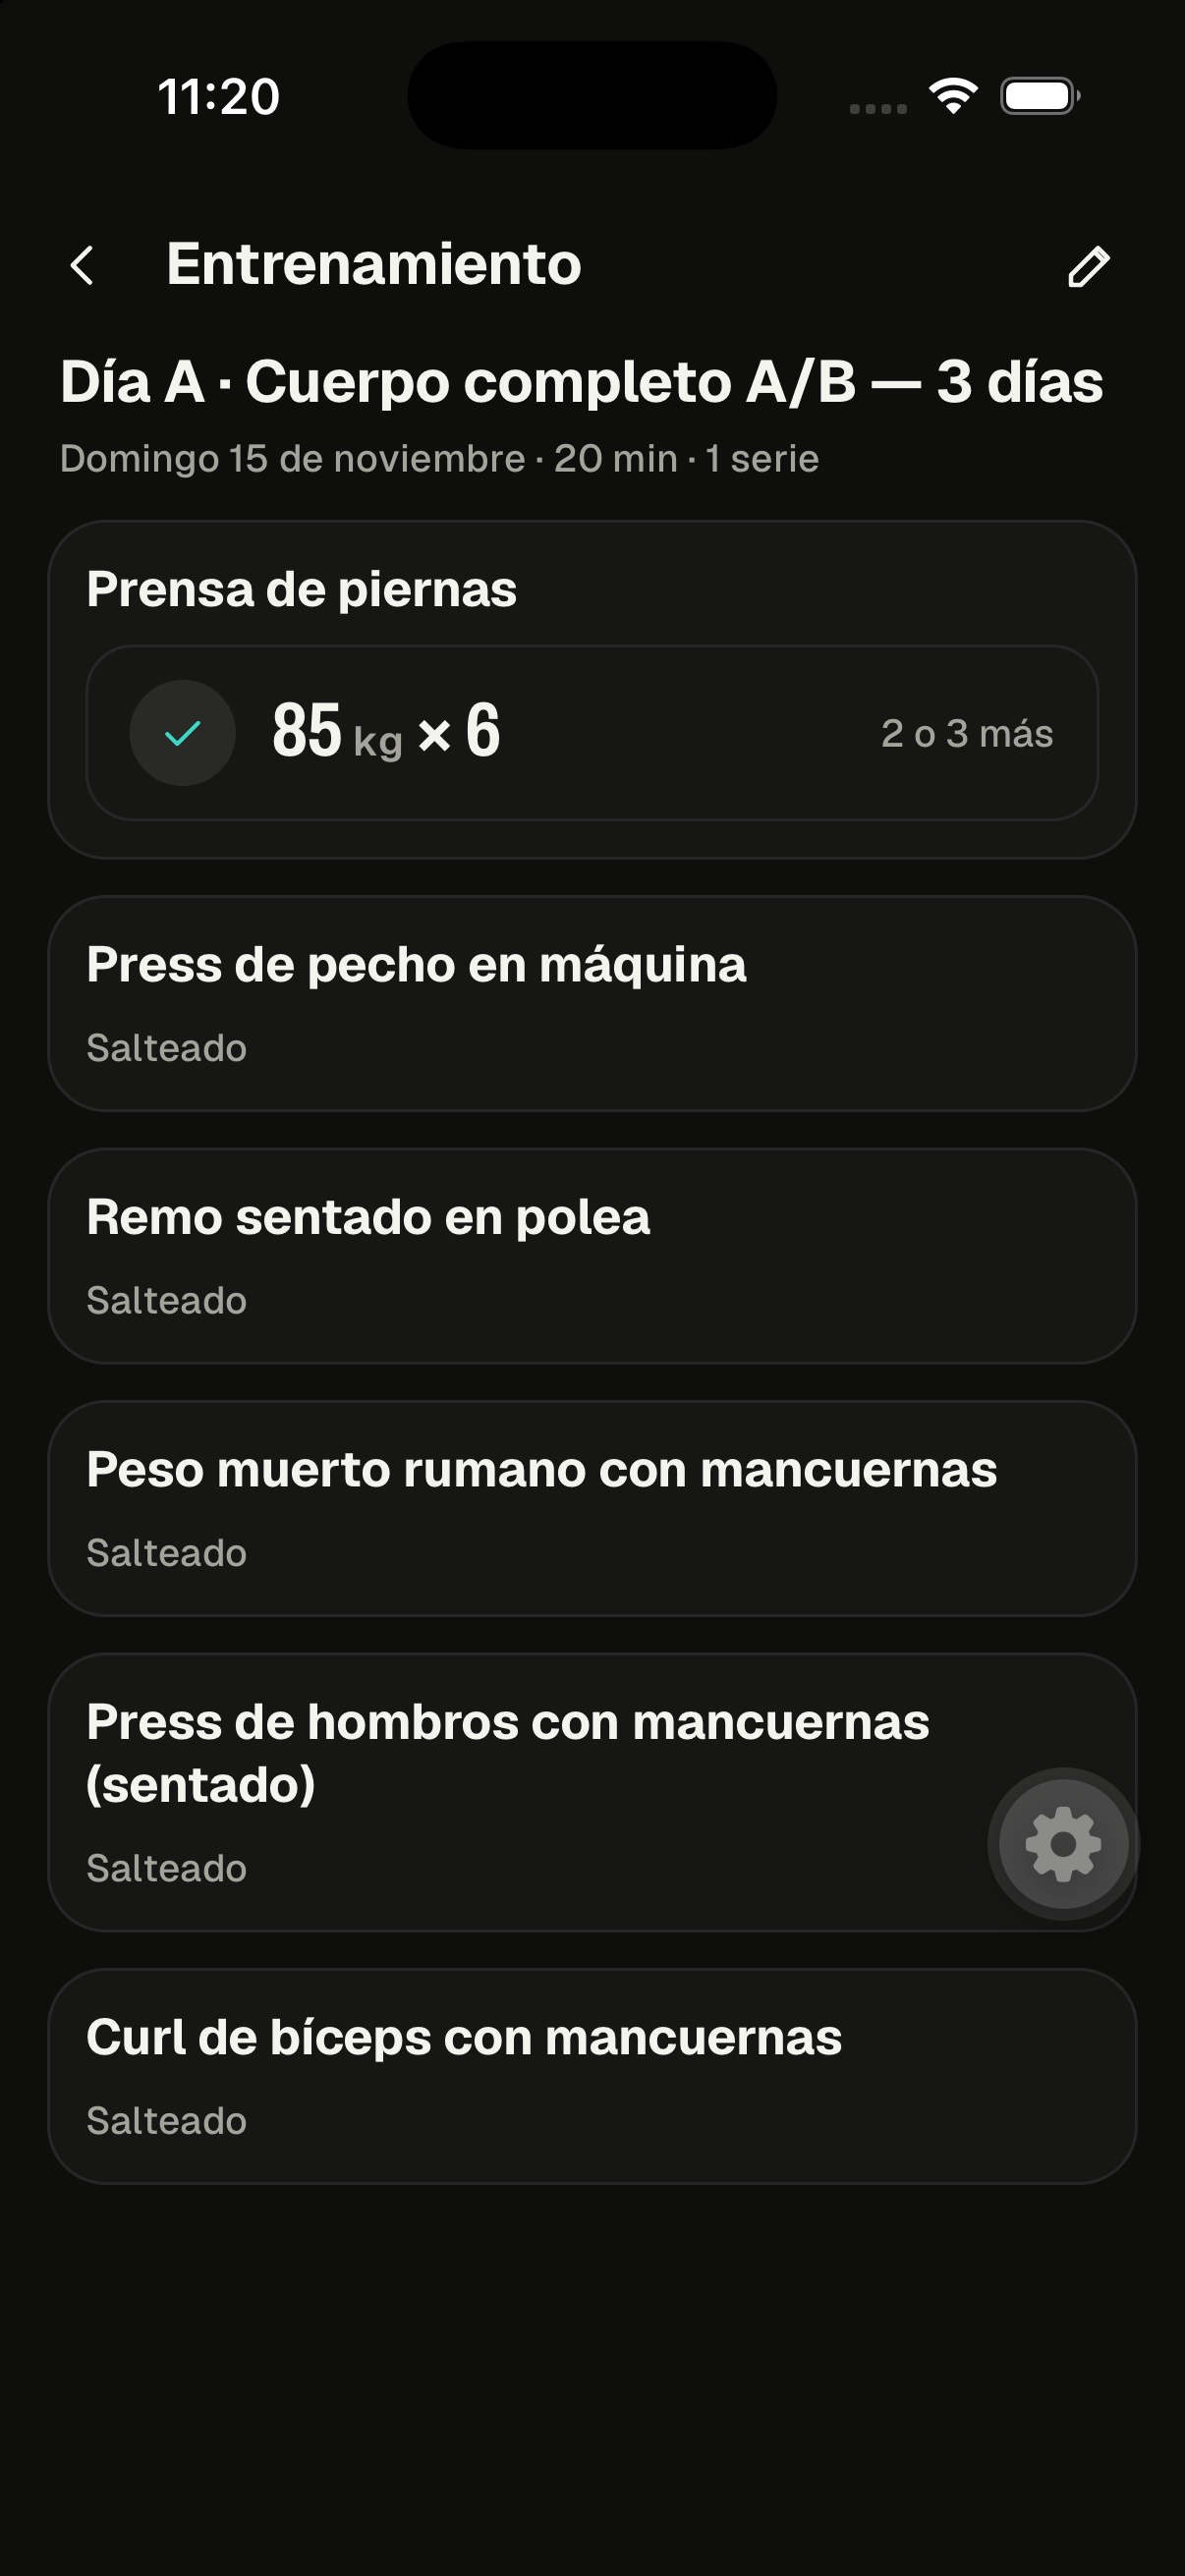 11:20
Entrenamiento
Día A · Cuerpo completo A/B — 3 días
Domingo 15 de noviembre · 20 min · 1 serie
Prensa de piernas
85 kg × 6
2 o 3 más
Press de pecho en máquina
Salteado
Remo sentado en polea
Salteado
Peso muerto rumano con mancuernas
Salteado
Press de hombros con mancuernas
(sentado)
Salteado
Curl de bíceps con mancuernas
Salteado